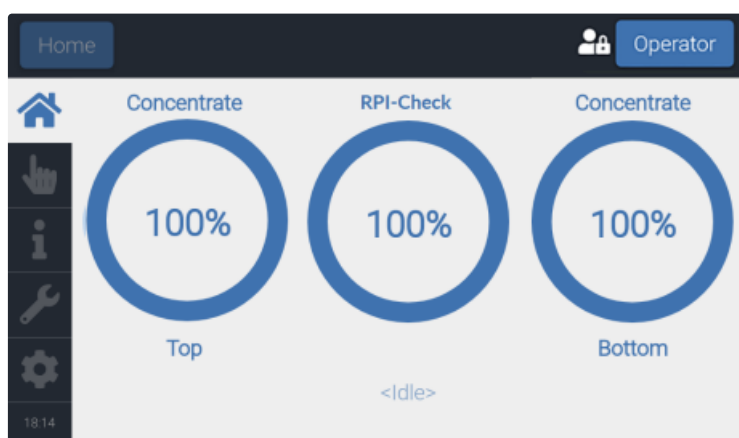 Home
Operator
Concentrate
RPI-Check
Concentrate
100%
100%
100%
Top
Bottom
<Idle>
18:14